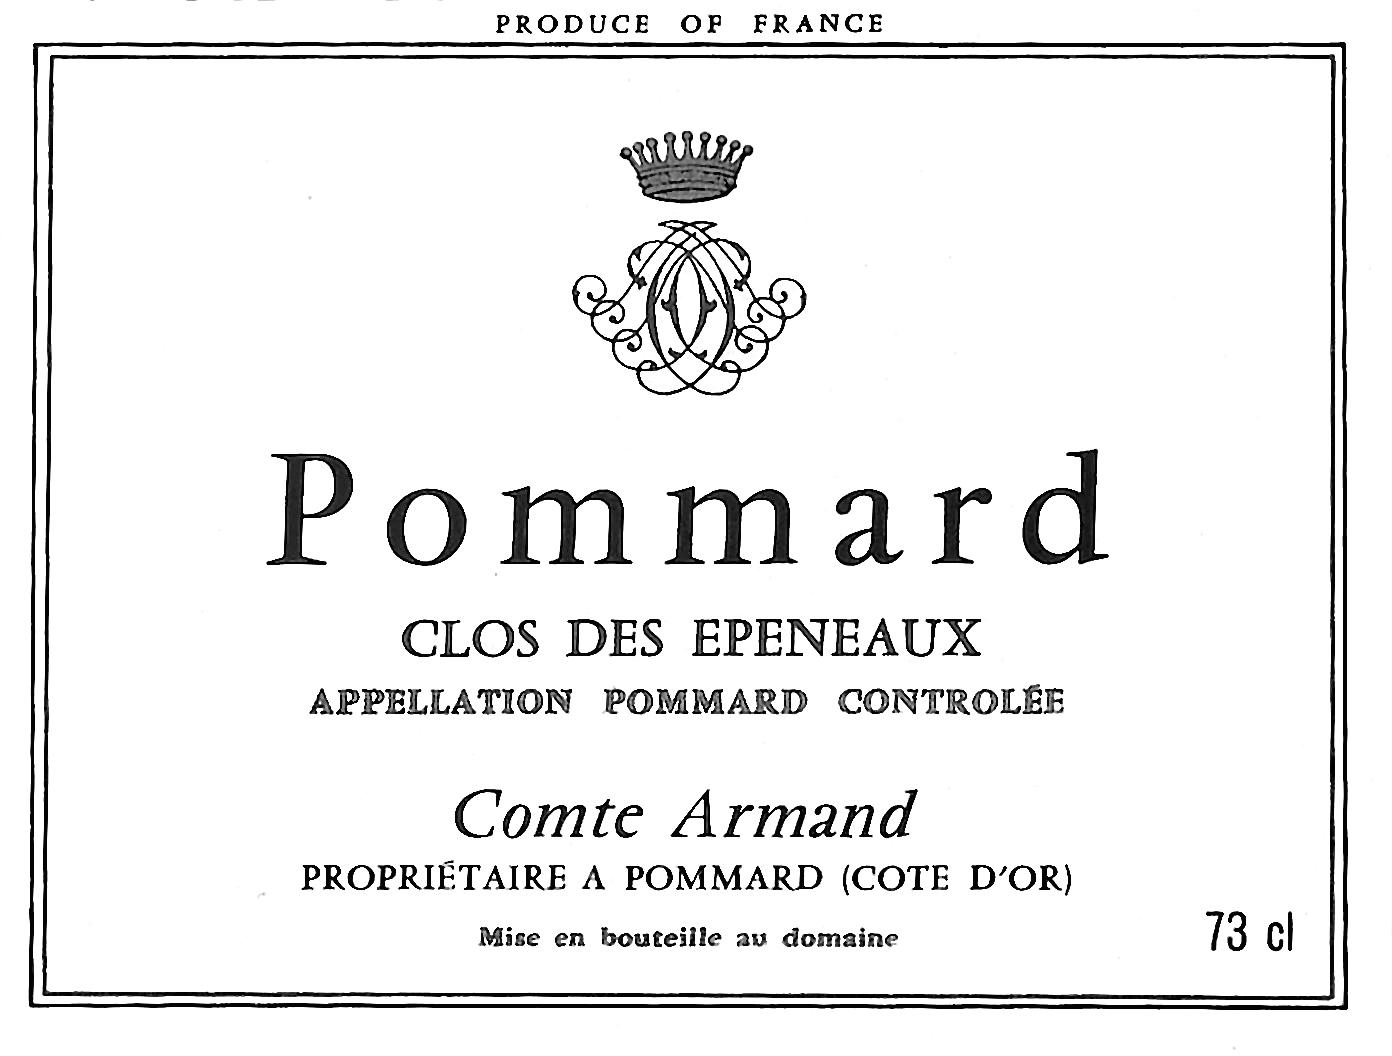 PRODUCE OF FRANCE
Pommard
CLOS DES EPENEAUX
APPELLATION POMMARD CONTROLÉE
Comte Armand
PROPRIÉTAIRE A POMMARD (COTE D'OR)
Mise en bouteille au domaine
73 cl